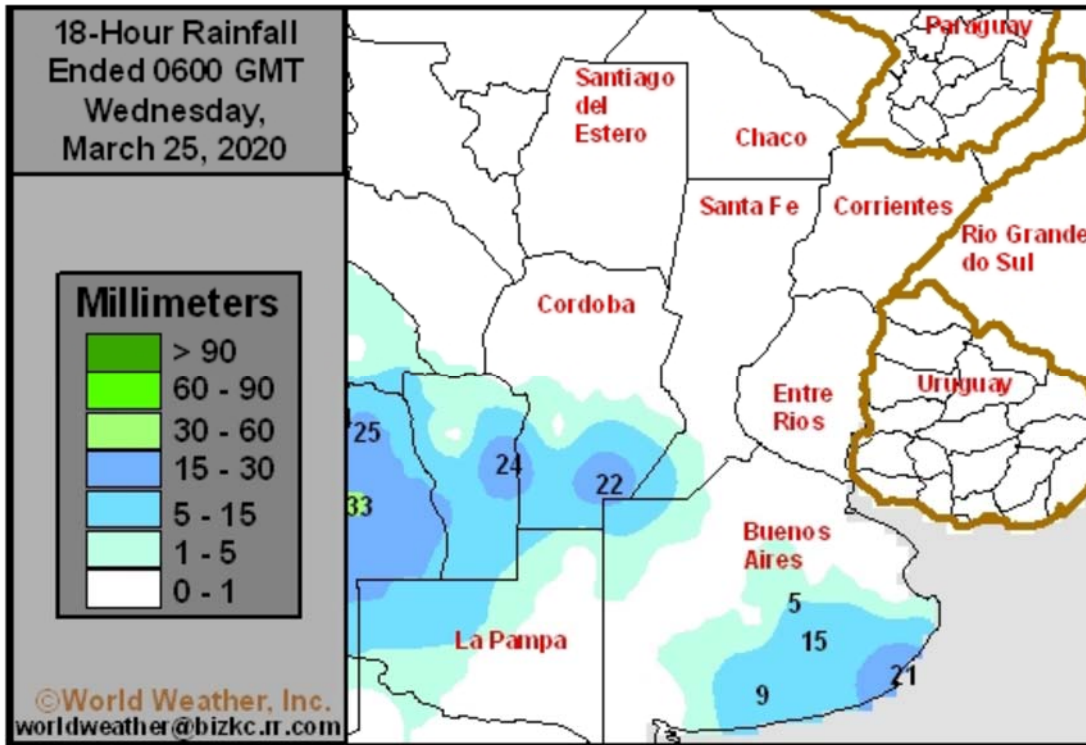 18-Hour Rainfall
Ended 0600 GMT
Wednesday,
March 25, 2020
Millimeters
> 90
60 - 90
30 - 60
15 - 30
5 - 15
1 - 5
0 - 1
©World Weather, Inc.
worldweather@bizkc.rr.com
Paraguay
Santiago
del
Estero
Chaco
Santa Fe
Corrientes
Rio Grande
do Sul
Cordoba
Uruguay
Entre
Rios
25
24
22
33
Buenos
Aires
5
La Pampa
15
21
9